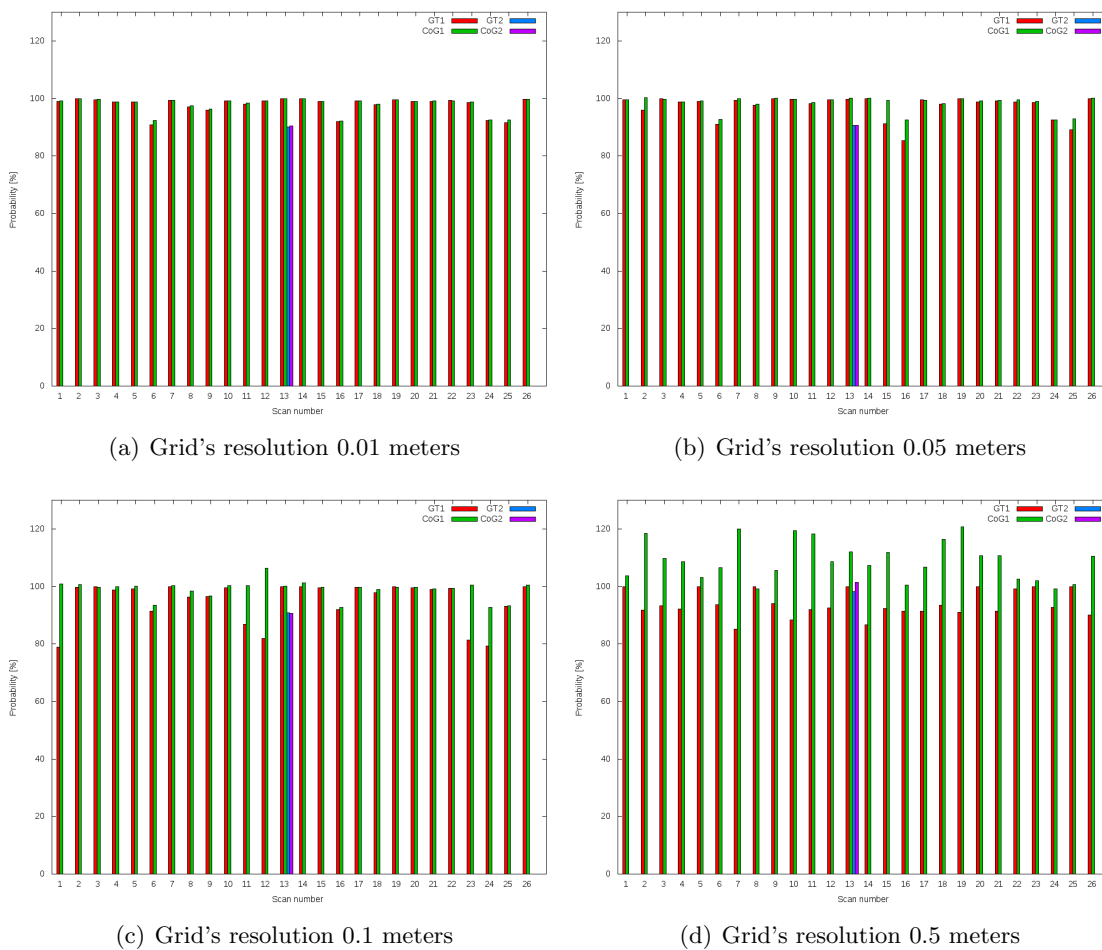 GT1 GT2
CoG1 CoG2
120
100
80
60
40
20
0
Probability [%]
1 2 3 4 5 6 7 8 9 10 11 12 13 14 15 16 17 18 19 20 21 22 23 24 25 26
Scan number
(a) Grid's resolution 0.01 meters
GT1 GT2
CoG1 CoG2
120
100
80
60
40
20
0
Probability [%]
1 2 3 4 5 6 7 8 9 10 11 12 13 14 15 16 17 18 19 20 21 22 23 24 25 26
Scan number
(b) Grid's resolution 0.05 meters
GT1 GT2
CoG1 CoG2
120
100
80
60
40
20
0
Probability [%]
1 2 3 4 5 6 7 8 9 10 11 12 13 14 15 16 17 18 19 20 21 22 23 24 25 26
Scan number
(c) Grid's resolution 0.1 meters
GT1 GT2
CoG1 CoG2
120
100
80
60
40
20
0
Probability [%]
1 2 3 4 5 6 7 8 9 10 11 12 13 14 15 16 17 18 19 20 21 22 23 24 25 26
Scan number
(d) Grid's resolution 0.5 meters